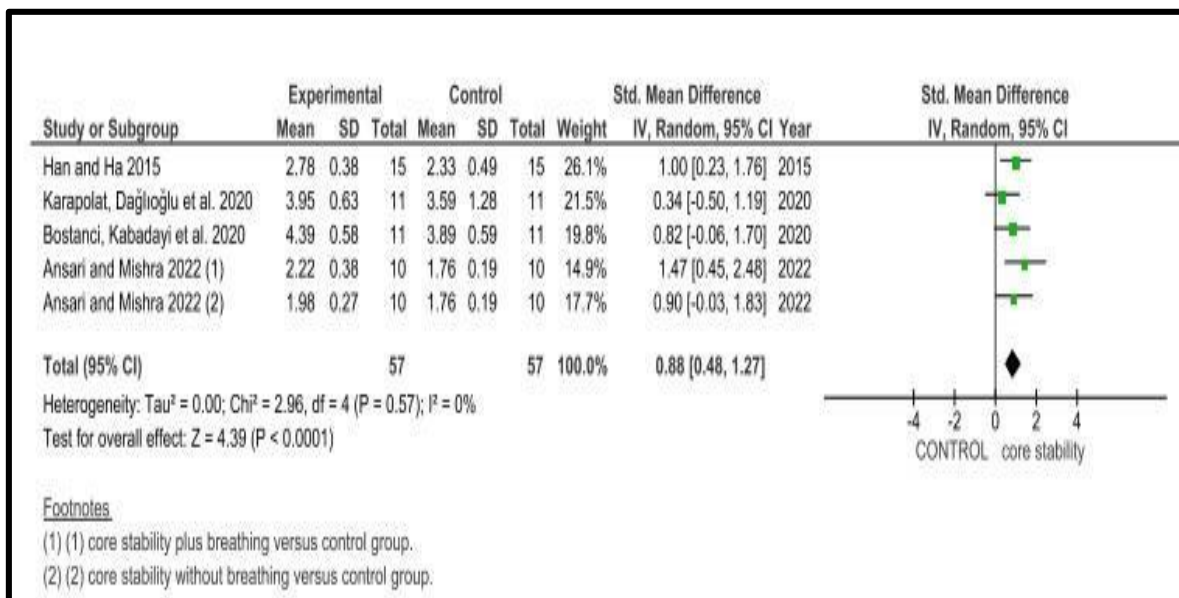 Experimental Control Std. Mean Difference Std. Mean Difference
Study or Subgroup Mean SD Total Mean SD Total Weight IV, Random, 95% CI Year IV, Random, 95% CI
Han and Ha 2015 2.78 0.38 15 2.33 0.49 15 26.1% 1.00 [0.23, 1.76] 2015
Karapolat, Dağlıoğlu et al. 2020 3.95 0.63 11 3.59 1.28 11 21.5% 0.34 [-0.50, 1.19] 2020
Bostanci, Kabadayi et al. 2020 4.39 0.58 11 3.89 0.59 11 19.8% 0.82 [-0.06, 1.70] 2020
Ansari and Mishra 2022 (1) 2.22 0.38 10 1.76 0.19 10 14.9% 1.47 [0.45, 2.48] 2022
Ansari and Mishra 2022 (2) 1.98 0.27 10 1.76 0.19 10 17.7% 0.90 [-0.03, 1.83] 2022
Total (95% CI) 57 57 100.0% 0.88 [0.48, 1.27]
Heterogeneity: Tau² = 0.00; Chi² = 2.96, df = 4 (P = 0.57); I² = 0%
Test for overall effect: Z = 4.39 (P < 0.0001)
-4 -2 0 2 4
CONTROL core stability
Footnotes
(1) (1) core stability plus breathing versus control group.
(2) (2) core stability without breathing versus control group.